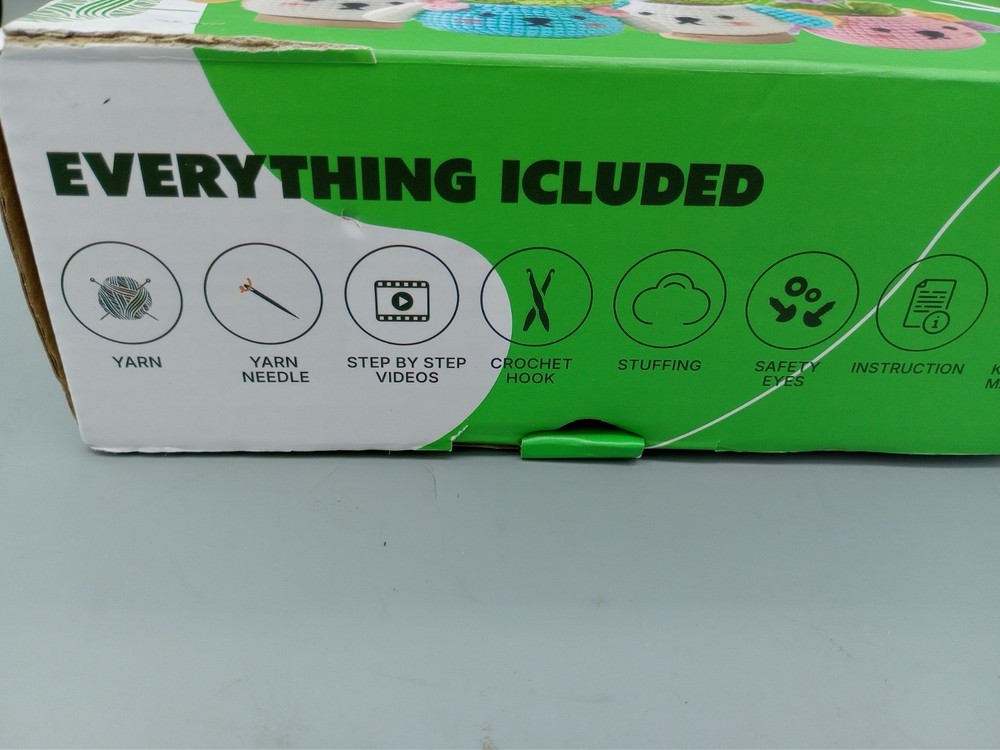 EVERYTHING ICLUDED
YARN
YARN
NEEDLE
STEP BY STEP
VIDEOS
CROCHET
HOOK
STUFFING
SAFETY
EYES
INSTRUCTION